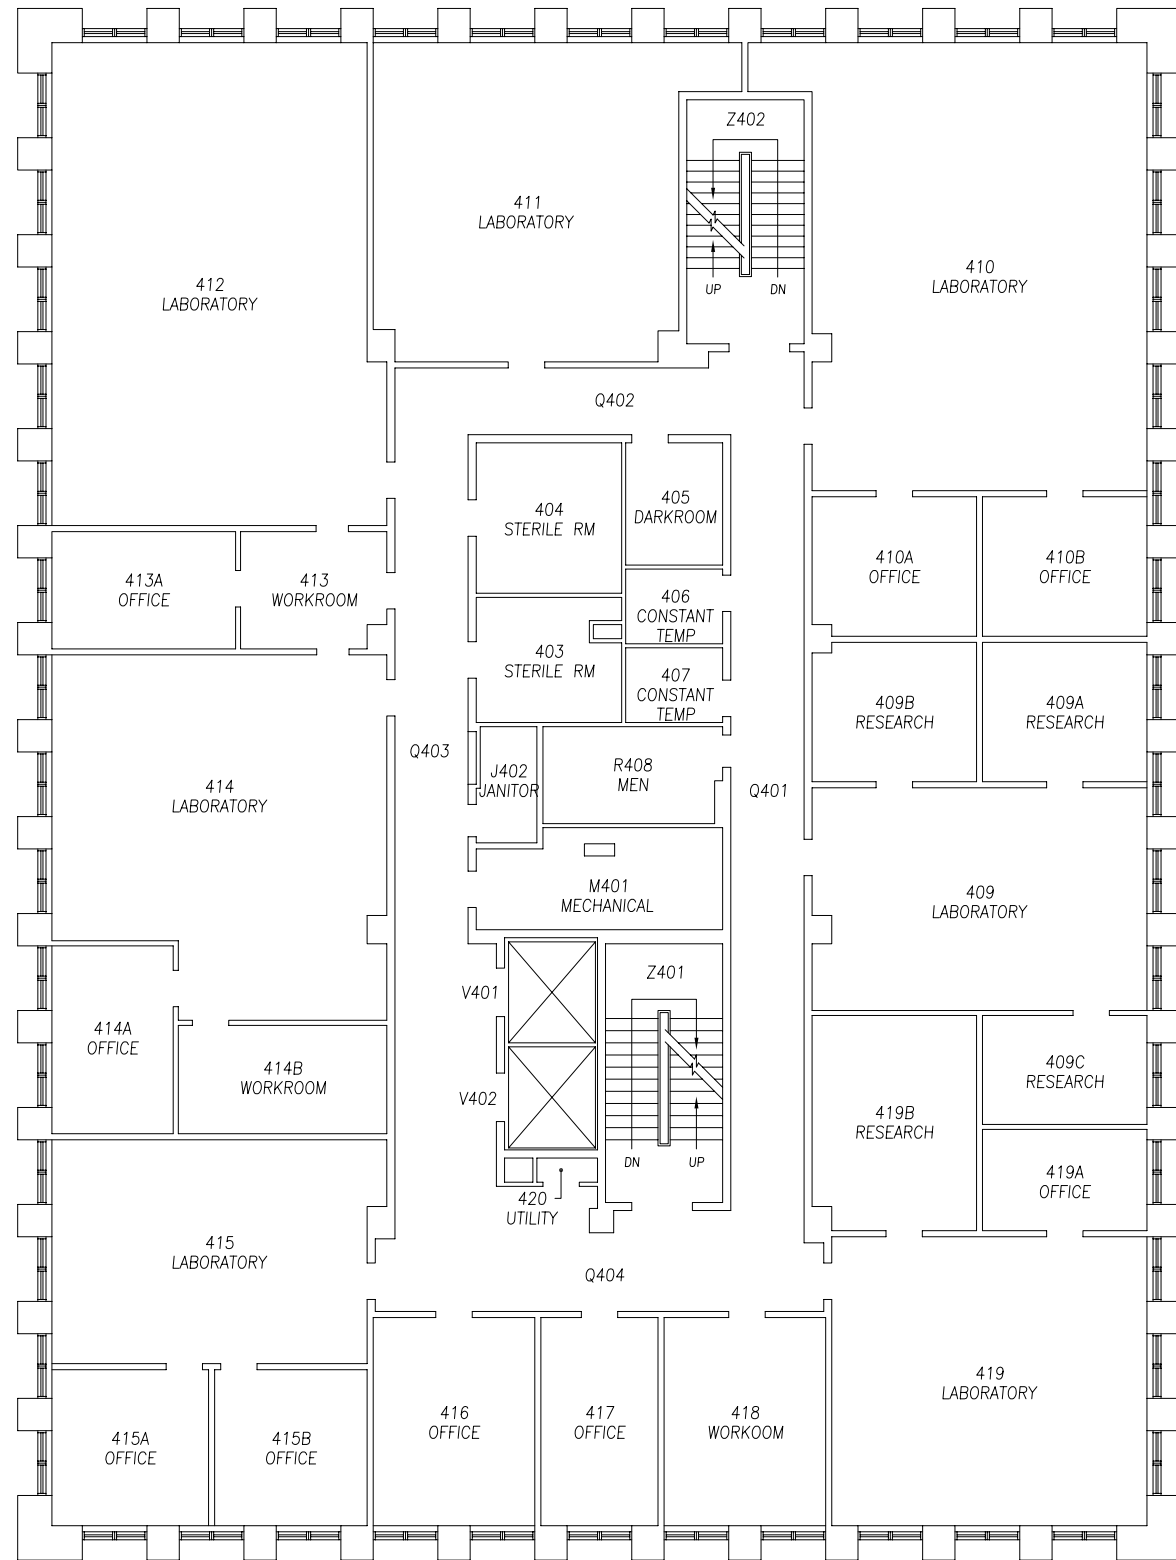 Z402
UP
DN
411
LABORATORY
412
LABORATORY
410
LABORATORY
Q402
404
STERILE RM
405
DARKROOM
410A
OFFICE
410B
OFFICE
413A
OFFICE
413
WORKROOM
406
CONSTANT
TEMP
403
STERILE RM
407
CONSTANT
TEMP
409B
RESEARCH
409A
RESEARCH
Q403
J402
JANITOR
R408
MEN
Q401
414
LABORATORY
M401
MECHANICAL
409
LABORATORY
Z401
V401
414A
OFFICE
414B
WORKROOM
V402
409C
RESEARCH
419B
RESEARCH
DN
UP
419A
OFFICE
420
UTILITY
415
LABORATORY
Q404
419
LABORATORY
415A
OFFICE
415B
OFFICE
416
OFFICE
417
OFFICE
418
WORKOOM